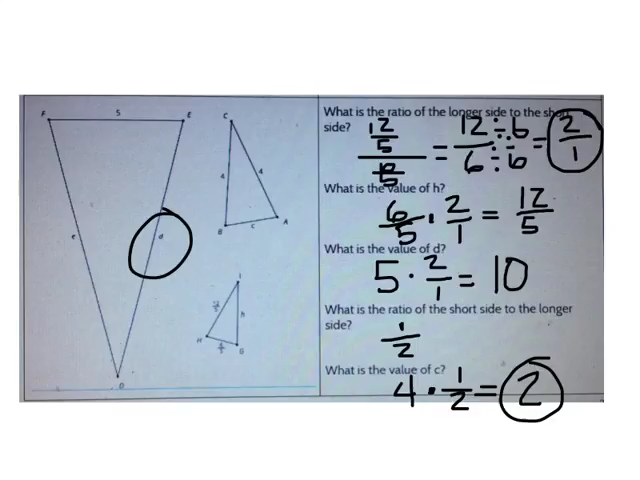 F
5
E
C
What is the ratio of the longer side to the short
side?
12/5 / 6/5 = 12÷6 / 6÷6 = 2/1
4
4
e
d
B
c
A
What is the value of h?
6/5 · 2/1 = 12/5
What is the value of d?
5 · 2/1 = 10
I
12/5
h
H
6/5
G
What is the ratio of the short side to the longer
side?
1/2
What is the value of c?
4 · 1/2 = 2
D